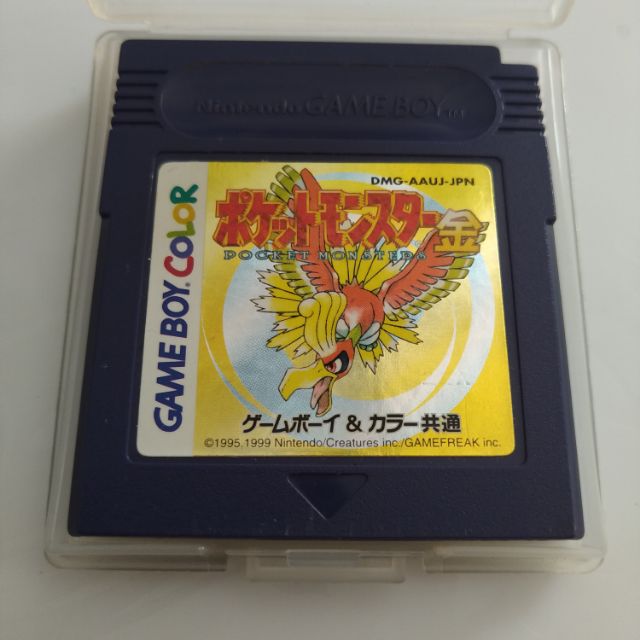 Nintendo GAME BOY TM
DMG-AAUJ-JPN
ポケットモンスター金
POCKET MONSTERS
GAME BOY COLOR
ゲームボーイ & カラー共通
©1995,1999 Nintendo/Creatures inc./GAMEFREAK inc.